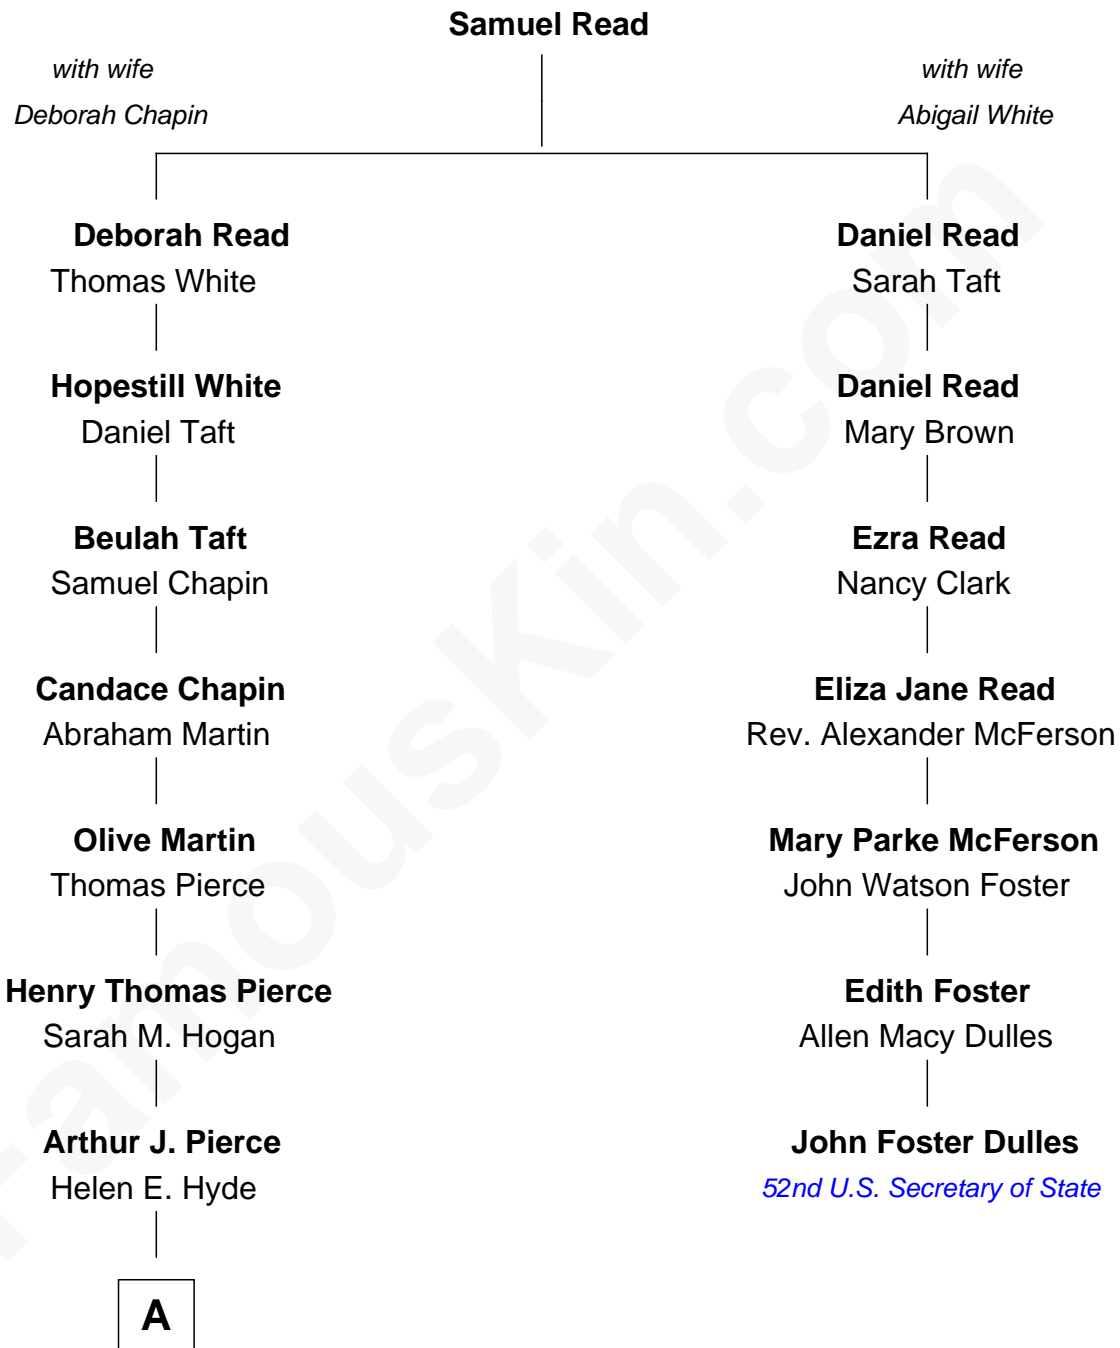 Samuel Read
with wife
Deborah Chapin
with wife
Abigail White
Deborah Read
Thomas White
Daniel Read
Sarah Taft
Hopestill White
Daniel Taft
Daniel Read
Mary Brown
Beulah Taft
Samuel Chapin
Ezra Read
Nancy Clark
Candace Chapin
Abraham Martin
Eliza Jane Read
Rev. Alexander McFerson
Olive Martin
Thomas Pierce
Mary Parke McFerson
John Watson Foster
Henry Thomas Pierce
Sarah M. Hogan
Edith Foster
Allen Macy Dulles
Arthur J. Pierce
Helen E. Hyde
John Foster Dulles
52nd U.S. Secretary of State
A
FamousKin.com